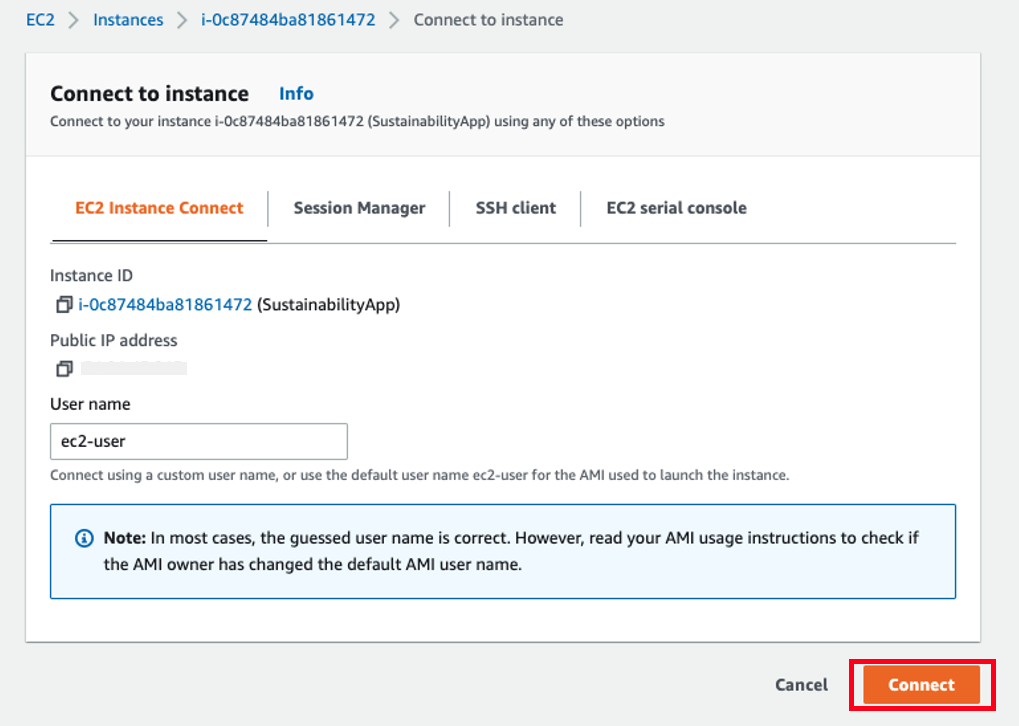 EC2 > Instances > i-0c87484ba81861472 > Connect to instance
Connect to instance Info
Connect to your instance i-0c87484ba81861472 (SustainabilityApp) using any of these options
EC2 Instance Connect Session Manager SSH client EC2 serial console
Instance ID
i-0c87484ba81861472 (SustainabilityApp)
Public IP address
User name
ec2-user
Connect using a custom user name, or use the default user name ec2-user for the AMI used to launch the instance.
Note: In most cases, the guessed user name is correct. However, read your AMI usage instructions to check if
the AMI owner has changed the default AMI user name.
Cancel Connect